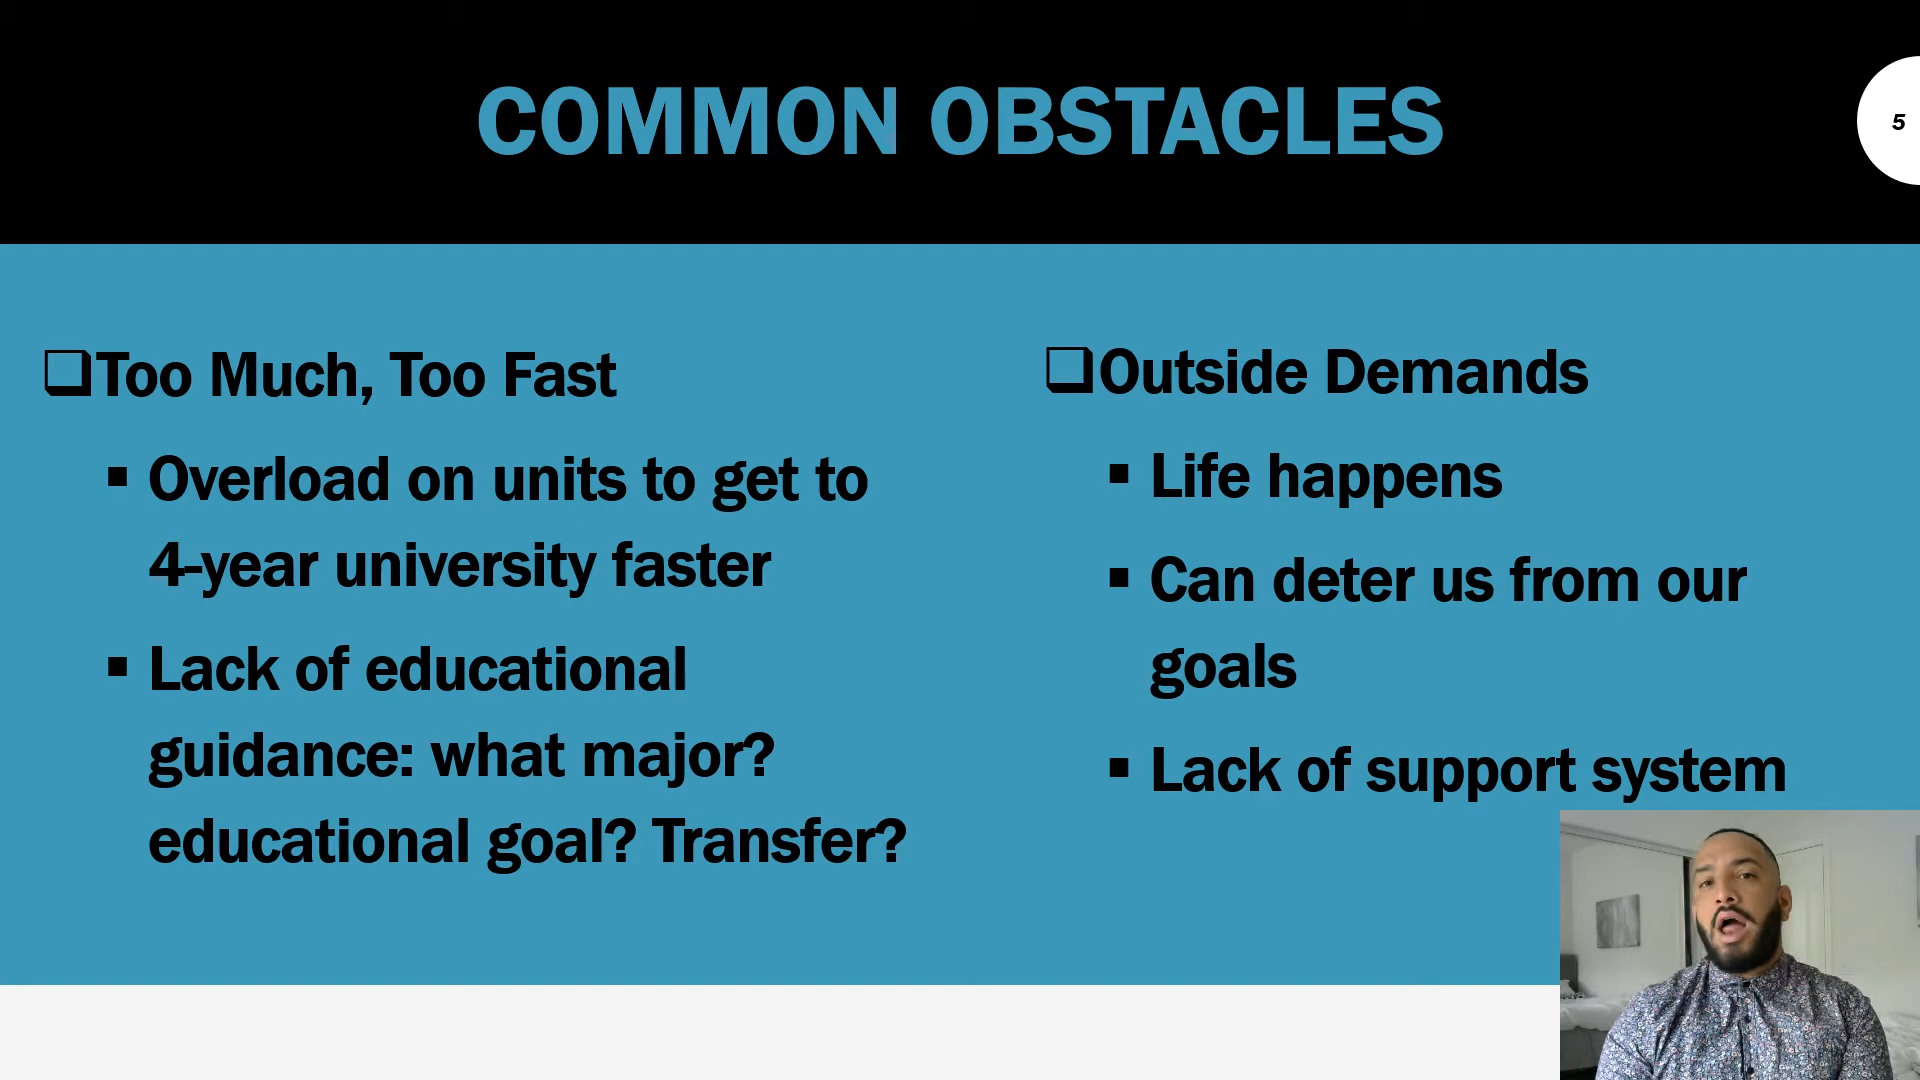 COMMON OBSTACLES
5
❑Too Much, Too Fast
▪ Overload on units to get to
4-year university faster
▪ Lack of educational
guidance: what major?
educational goal? Transfer?
❑Outside Demands
▪ Life happens
▪ Can deter us from our
goals
▪ Lack of support system